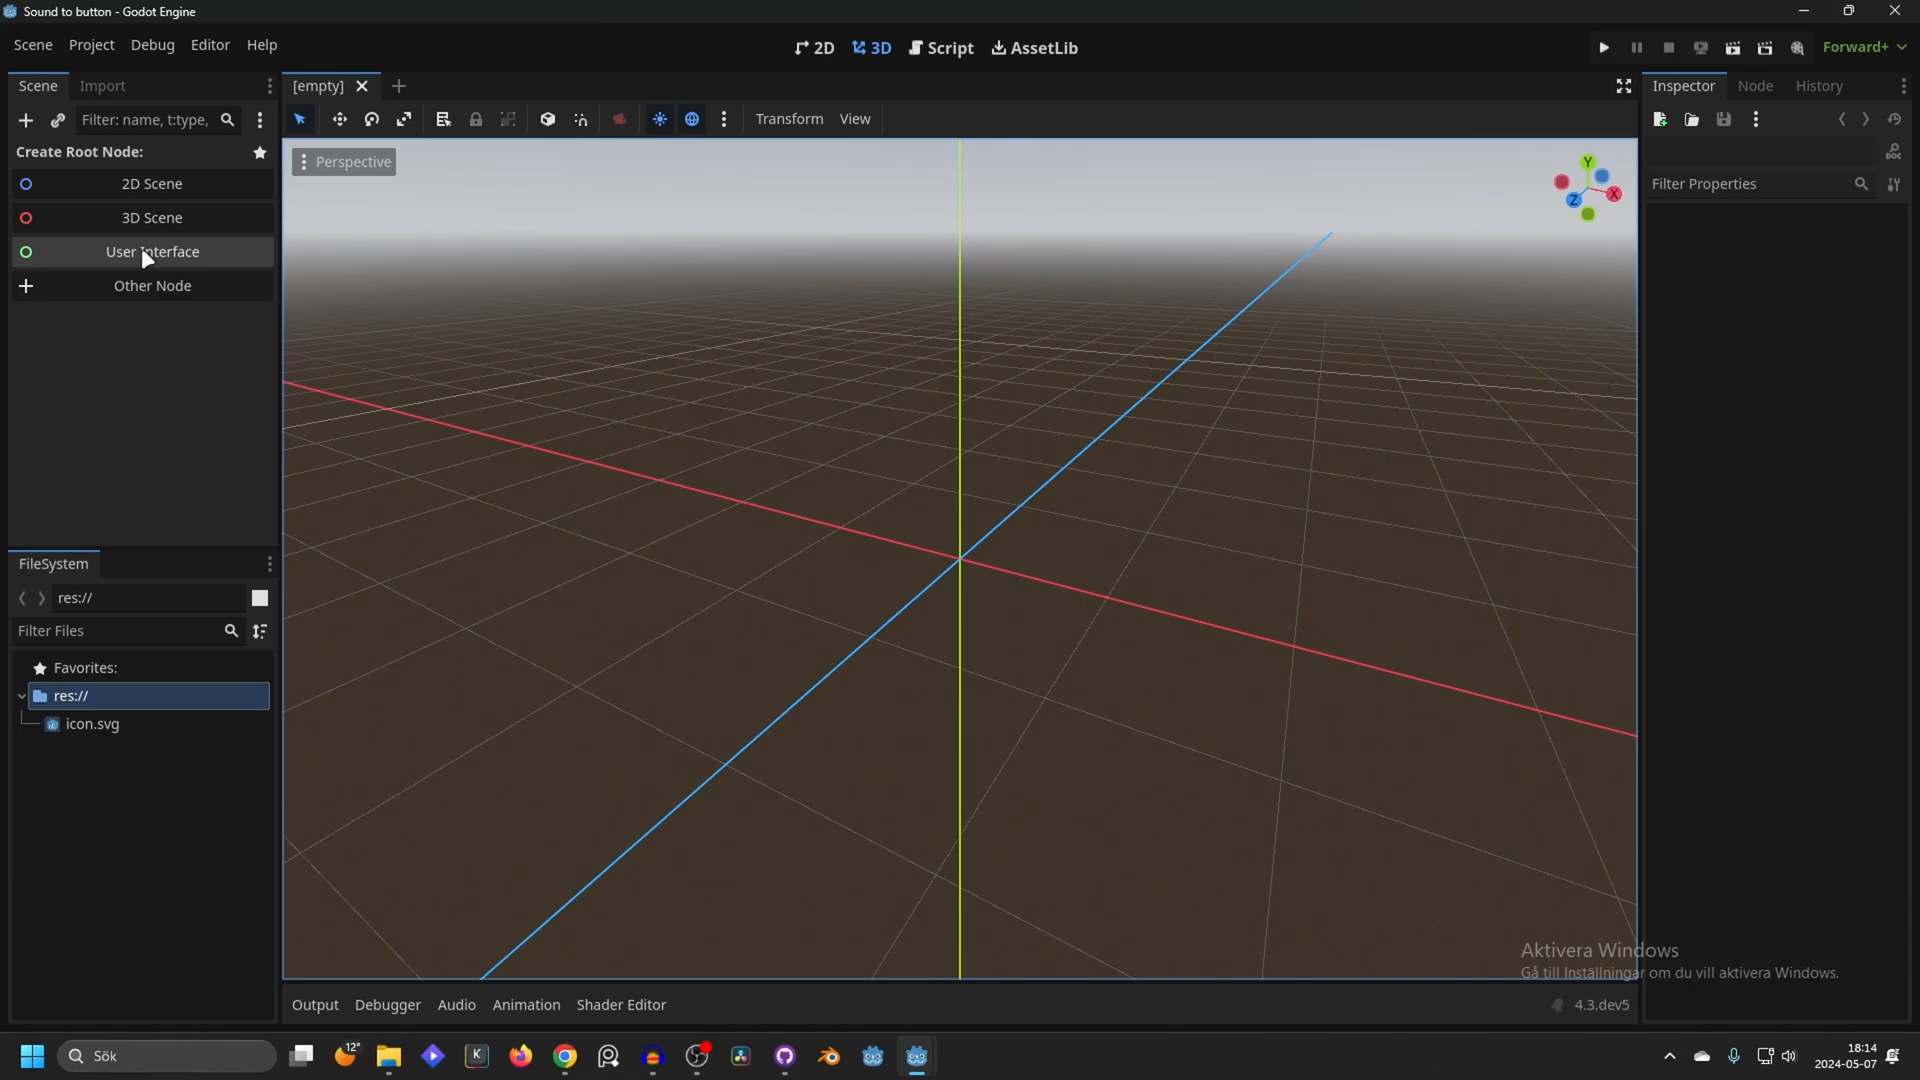 Sound to button - Godot Engine
Scene Project Debug Editor Help
2D 3D Script AssetLib
Forward+
Scene Import
[empty]
Inspector Node History
Filter: name, t:type,
Transform View
Create Root Node:
2D Scene
3D Scene
User Interface
Other Node
Perspective
Y
X
Z
DOC
Filter Properties
FileSystem
res://
Filter Files
Favorites:
res://
icon.svg
Aktivera Windows
Gå till Inställningar om du vill aktivera Windows.
Output Debugger Audio Animation Shader Editor
4.3.dev5
Sök
12°
K
18:14
2024-05-07